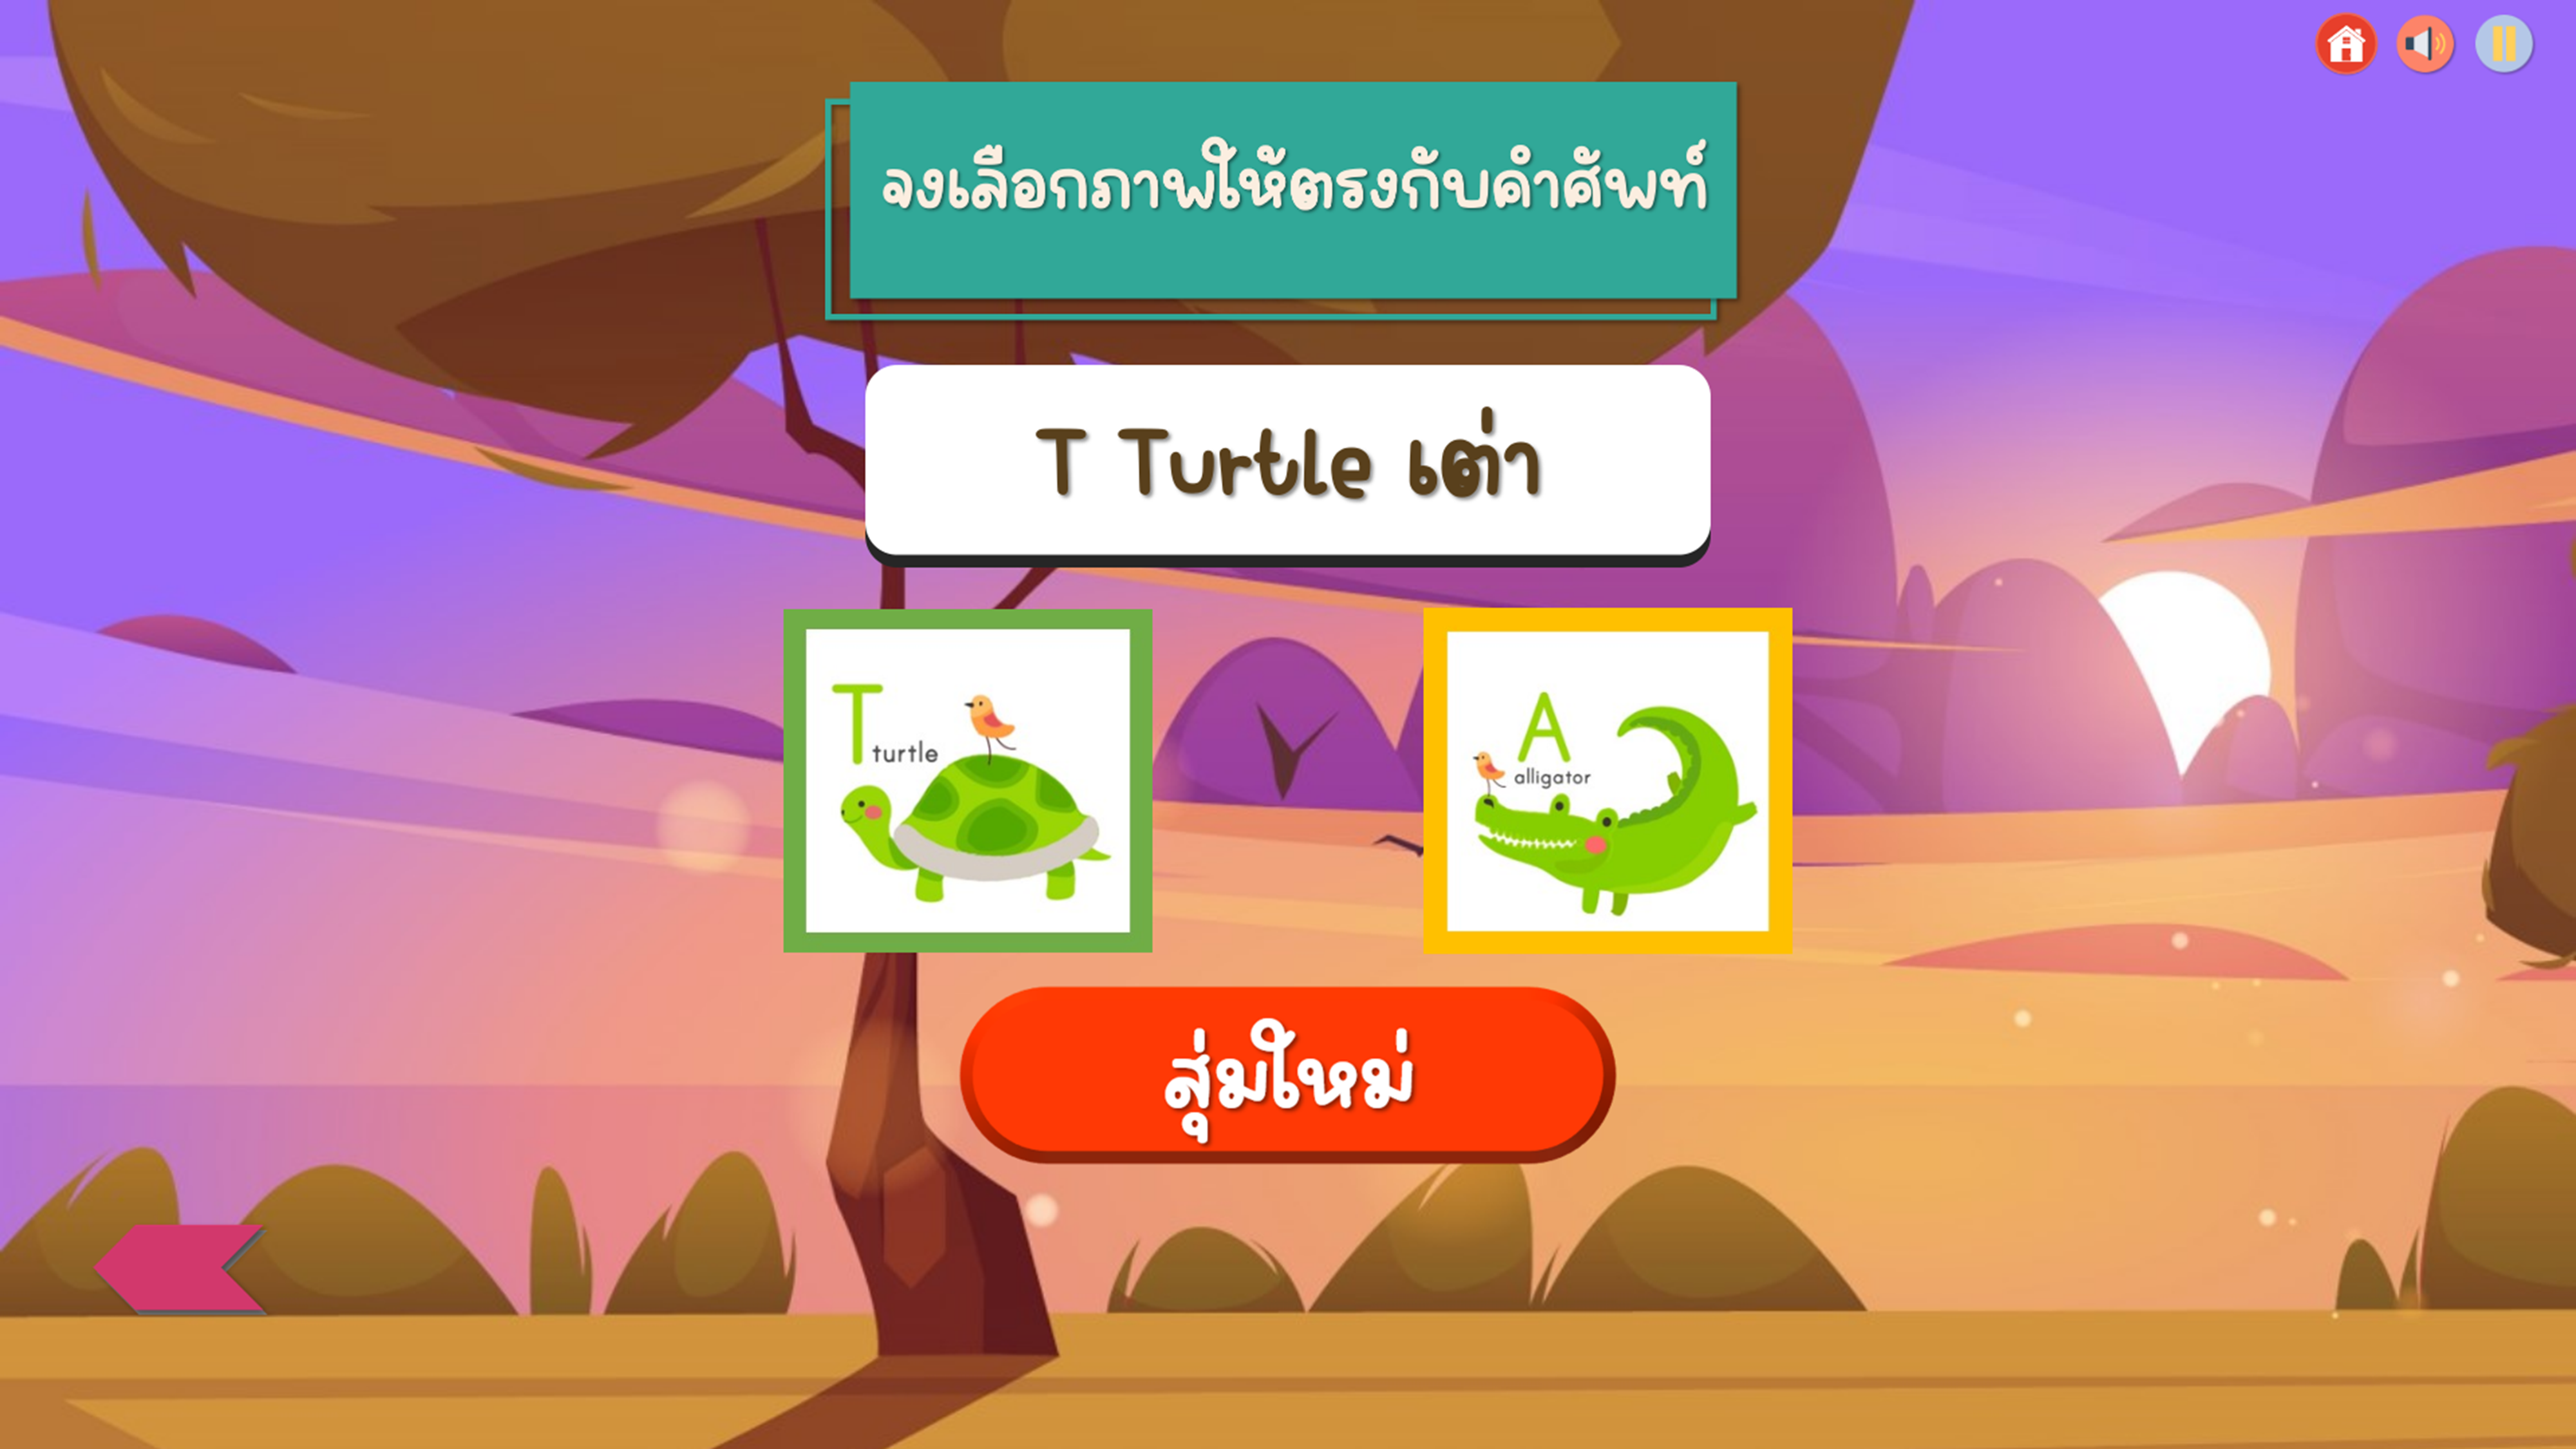 จงเลือกภาพให้ตรงกับคำศัพท์
T Turtle เต่า
T
turtle
A
alligator
สุ่มใหม่